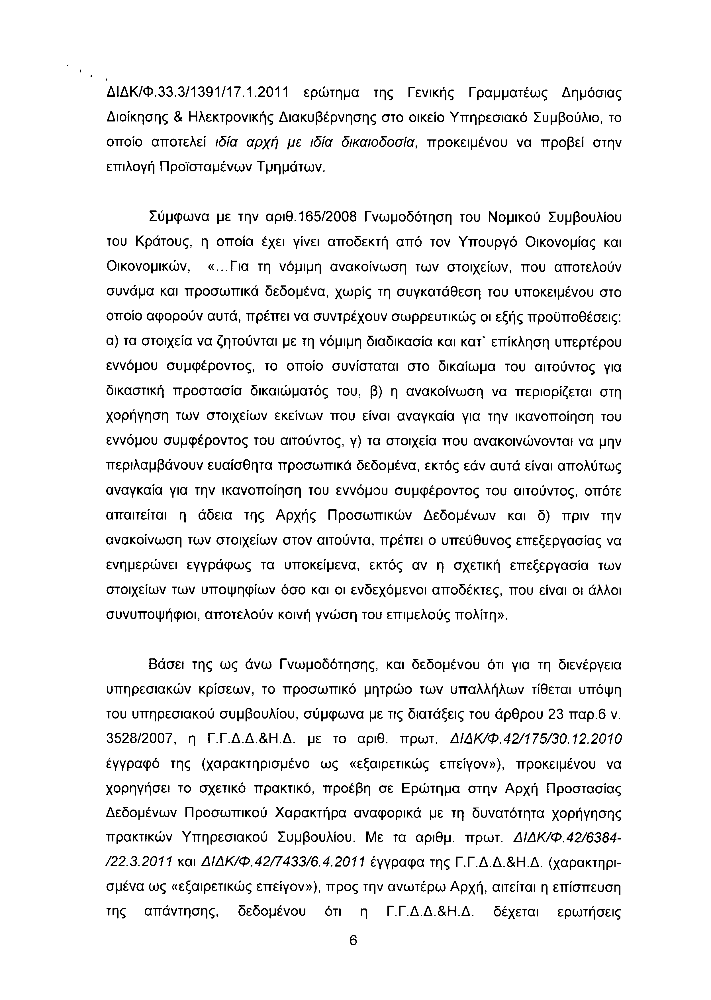 ΔΙΔΚ/Φ.33.3/1391/17.1.2011 ερώτημα της Γενικής Γραμματέως Δημόσιας
Διοίκησης & Ηλεκτρονικής Διακυβέρνησης στο οικείο Υπηρεσιακό Συμβούλιο, το
οποίο αποτελεί ιδία αρχή με ιδία δικαιοδοσία, προκειμένου να προβεί στην
επιλογή Προϊσταμένων Τμημάτων.
Σύμφωνα με την αριθ.165/2008 Γνωμοδότηση του Νομικού Συμβουλίου
του Κράτους, η οποία έχει γίνει αποδεκτή από τον Υπουργό Οικονομίας και
Οικονομικών, «...Για τη νόμιμη ανακοίνωση των στοιχείων, που αποτελούν
συνάμα και προσωπικά δεδομένα, χωρίς τη συγκατάθεση του υποκειμένου στο
οποίο αφορούν αυτά, πρέπει να συντρέχουν σωρρευτικώς οι εξής προϋποθέσεις:
α) τα στοιχεία να ζητούνται με τη νόμιμη διαδικασία και κατ` επίκληση υπερτέρου
εννόμου συμφέροντος, το οποίο συνίσταται στο δικαίωμα του αιτούντος για
δικαστική προστασία δικαιώματός του, β) η ανακοίνωση να περιορίζεται στη
χορήγηση των στοιχείων εκείνων που είναι αναγκαία για την ικανοποίηση του
εννόμου συμφέροντος του αιτούντος, γ) τα στοιχεία που ανακοινώνονται να μην
περιλαμβάνουν ευαίσθητα προσωπικά δεδομένα, εκτός εάν αυτά είναι απολύτως
αναγκαία για την ικανοποίηση του εννόμου συμφέροντος του αιτούντος, οπότε
απαιτείται η άδεια της Αρχής Προσωπικών Δεδομένων και δ) πριν την
ανακοίνωση των στοιχείων στον αιτούντα, πρέπει ο υπεύθυνος επεξεργασίας να
ενημερώνει εγγράφως τα υποκείμενα, εκτός αν η σχετική επεξεργασία των
στοιχείων των υποψηφίων όσο και οι ενδεχόμενοι αποδέκτες, που είναι οι άλλοι
συνυποψήφιοι, αποτελούν κοινή γνώση του επιμελούς πολίτη».
Βάσει της ως άνω Γνωμοδότησης, και δεδομένου ότι για τη διενέργεια
υπηρεσιακών κρίσεων, το προσωπικό μητρώο των υπαλλήλων τίθεται υπόψη
του υπηρεσιακού συμβουλίου, σύμφωνα με τις διατάξεις του άρθρου 23 παρ.6 ν.
3528/2007, η Γ.Γ.Δ.Δ.&Η.Δ. με το αριθ. πρωτ. ΔΙΔΚ/Φ.42/175/30.12.2010
έγγραφό της (χαρακτηρισμένο ως «εξαιρετικώς επείγον»), προκειμένου να
χορηγήσει το σχετικό πρακτικό, προέβη σε Ερώτημα στην Αρχή Προστασίας
Δεδομένων Προσωπικού Χαρακτήρα αναφορικά με τη δυνατότητα χορήγησης
πρακτικών Υπηρεσιακού Συμβουλίου. Με τα αριθμ. πρωτ. ΔΙΔΚ/Φ.42/6384-
/22.3.2011 και ΔΙΔΚ/Φ.42/7433/6.4.2011 έγγραφα της Γ.Γ.Δ.Δ.&Η.Δ. (χαρακτηρι-
σμένα ως «εξαιρετικώς επείγον»), προς την ανωτέρω Αρχή, αιτείται η επίσπευση
της απάντησης, δεδομένου ότι η Γ.Γ.Δ.Δ.&Η.Δ. δέχεται ερωτήσεις
6